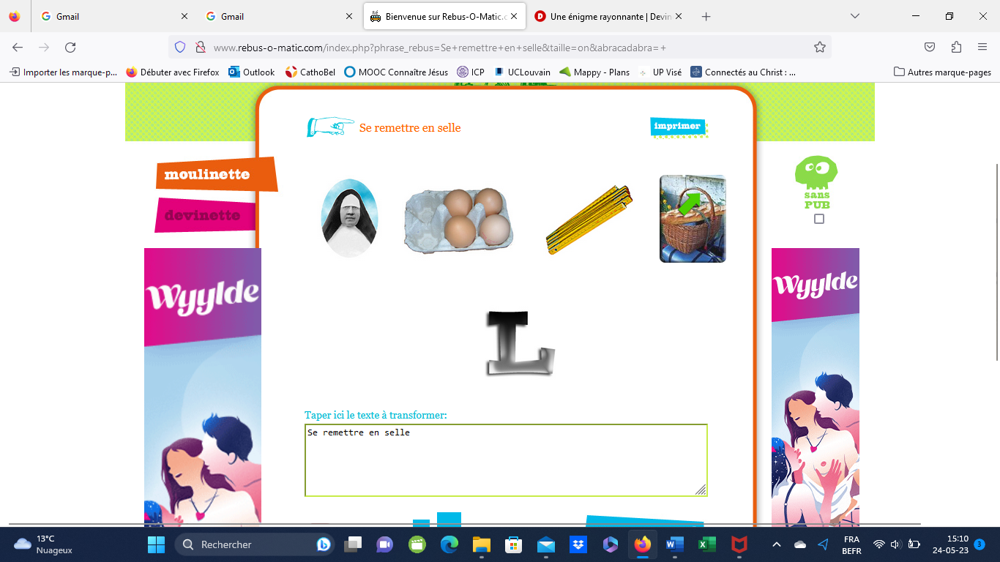 Gmail
Gmail
Bienvenue sur Rebus-O-Matic.c
Une énigme rayonnante | Devin
www.rebus-o-matic.com/index.php?phrase_rebus=Se+remettre+en+selle&taille=on&abracadabra=+
Importer les marque-p...
Débuter avec Firefox
Outlook
CathoBel
MOOC Connaître Jésus
ICP
UCLouvain
Mappy - Plans
UP Visé
Connectés au Christ : ...
Autres marque-pages
Se remettre en selle
imprimer
moulinette
devinette
sans
PUB
Wyylde
Wyylde
L
Taper ici le texte à transformer:
Se remettre en selle
13°C
Nuageux
Rechercher
FRA
BEFR
15:10
24-05-23
3